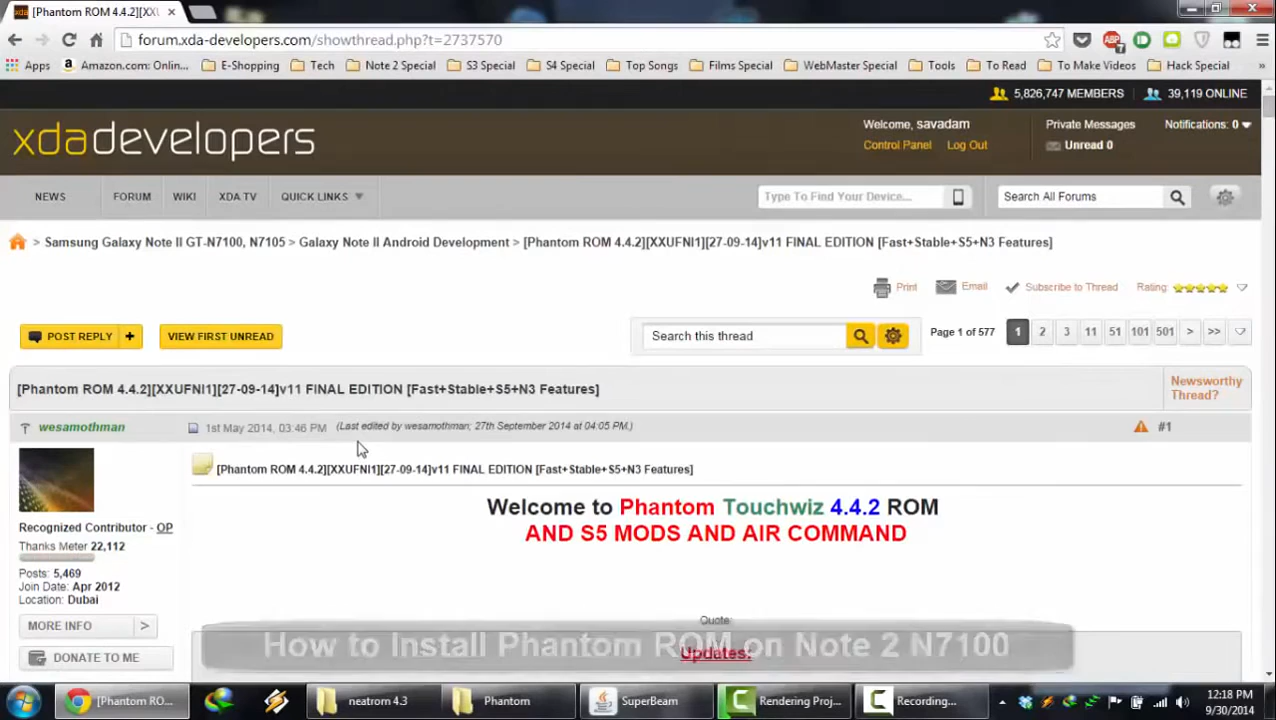 [Phantom ROM 4.4.2][XXU
forum.xda-developers.com/showthread.php?t=2737570
Apps Amazon.com: Onlin... E-Shopping Tech Note 2 Special S3 Special S4 Special Top Songs Films Special WebMaster Special Tools To Read To Make Videos Hack Special »
5,826,747 MEMBERS 39,119 ONLINE
xdadevelopers
Welcome, savadam Private Messages Notifications: 0
Control Panel Log Out Unread 0
NEWS FORUM WIKI XDA TV QUICK LINKS Type To Find Your Device... Search All Forums
> Samsung Galaxy Note II GT-N7100, N7105 > Galaxy Note II Android Development > [Phantom ROM 4.4.2][XXUFNI1][27-09-14]v11 FINAL EDITION [Fast+Stable+S5+N3 Features]
Print Email Subscribe to Thread Rating:
POST REPLY + VIEW FIRST UNREAD Search this thread Page 1 of 577 1 2 3 11 51 101 501 > >>
[Phantom ROM 4.4.2][XXUFNI1][27-09-14]v11 FINAL EDITION [Fast+Stable+S5+N3 Features] Newsworthy Thread?
wesamothman 1st May 2014, 03:46 PM (Last edited by wesamothman; 27th September 2014 at 04:05 PM.) #1
[Phantom ROM 4.4.2][XXUFNI1][27-09-14]v11 FINAL EDITION [Fast+Stable+S5+N3 Features]
Welcome to Phantom Touchwiz 4.4.2 ROM
AND S5 MODS AND AIR COMMAND
Recognized Contributor - OP
Thanks Meter 22,112
Posts: 5,469
Join Date: Apr 2012
Location: Dubai
MORE INFO >
DONATE TO ME
Quote:
Updates:
How to Install Phantom ROM on Note 2 N7100
[Phantom RO... neatrom 4.3 Phantom SuperBeam Rendering Proj... Recording... 12:18 PM
9/30/2014